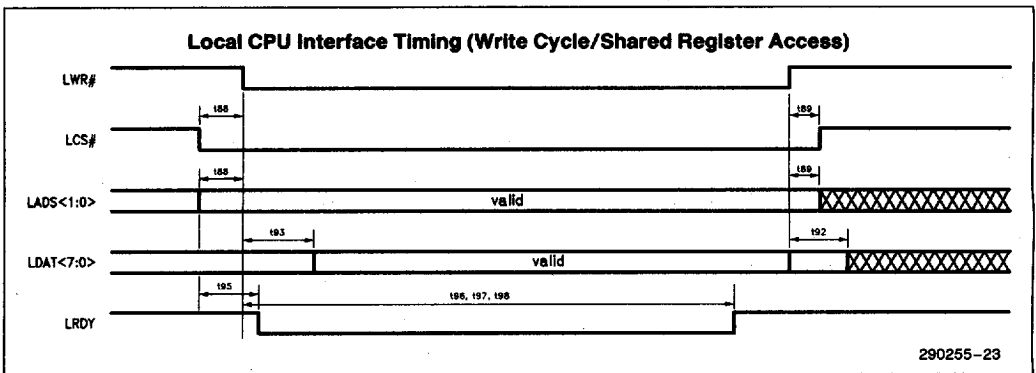 Local CPU Interface Timing (Write Cycle/Shared Register Access)
LWR#
t88 t89
LCS#
t88 t89
LADS<1:0> valid
t93 t92
LDAT<7:0> valid
t95 t96, t97, t98
LRDY
290255-23